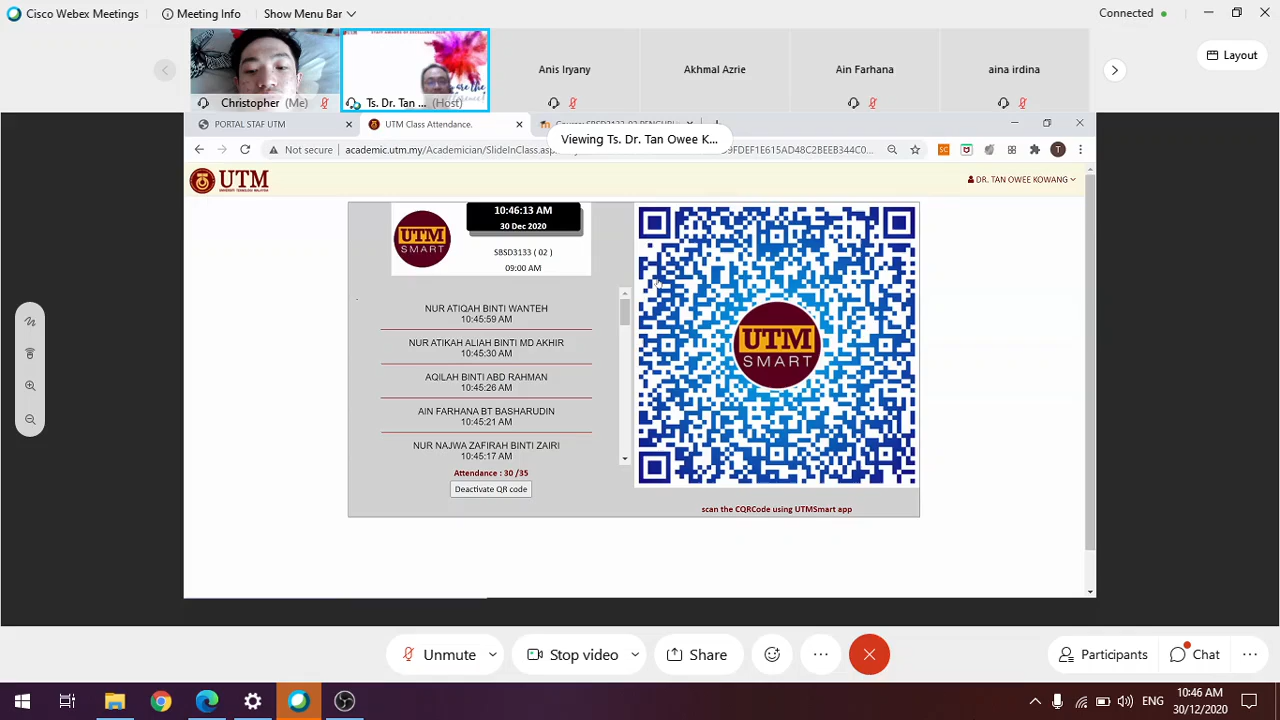 Cisco Webex Meetings
Meeting Info
Show Menu Bar
Connected
Christopher (Me)
Ts. Dr. Tan ... (Host)
Anis Iryany
Akhmal Azrie
Ain Farhana
aina irdina
Layout
PORTAL STAF UTM
UTM Class Attendance.
Viewing Ts. Dr. Tan Owee K...
Not secure
academic.utm.my/Academician/SlideInClass.asp
UTM
UNIVERSITI TEKNOLOGI MALAYSIA
DR. TAN OWEE KOWANG
UTM
SMART
10:46:13 AM
30 Dec 2020
SBSD3133 ( 02 )
09:00 AM
NUR ATIQAH BINTI WANTEH
10:45:59 AM
NUR ATIKAH ALIAH BINTI MD AKHIR
10:45:30 AM
AQILAH BINTI ABD RAHMAN
10:45:26 AM
AIN FARHANA BT BASHARUDIN
10:45:21 AM
NUR NAJWA ZAFIRAH BINTI ZAIRI
10:45:17 AM
Attendance : 30 /35
Deactivate QR code
UTM
SMART
scan the CQRCode using UTMSmart app
Unmute
Stop video
Share
Participants
Chat
ENG
10:46 AM
30/12/2020